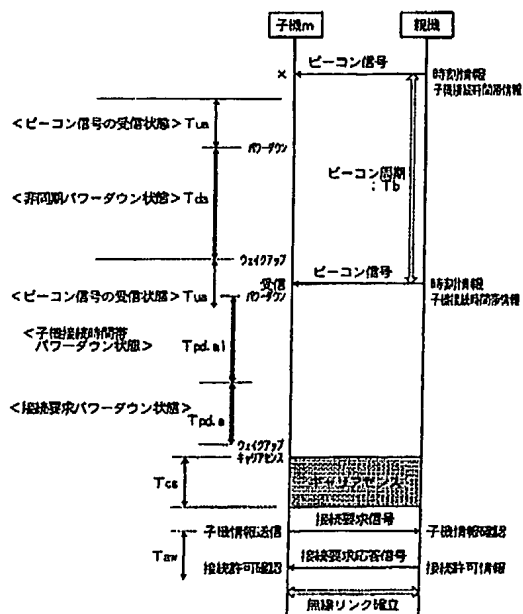 子機m
親機
ビーコン信号
×
時刻情報
子機接続時間帯情報
<ビーコン信号の受信状態>Tua
パワーダウン
ビーコン周期
:Tb
<非同期パワーダウン状態>Tda
ウェイクアップ
ビーコン信号
受信
パワーダウン
時刻情報
子機接続時間帯情報
<ビーコン信号の受信状態>Tua
<子機接続時間帯
パワーダウン状態>
Tpd.al
<接続要求パワーダウン状態>
Tpd.a
ウェイクアップ
キャリアセンス
キャリアセンス
Tcs
接続要求信号
子機情報送信
子機情報確認
Taw
接続要求応答信号
接続許可確認
接続許可情報
無線リンク確立